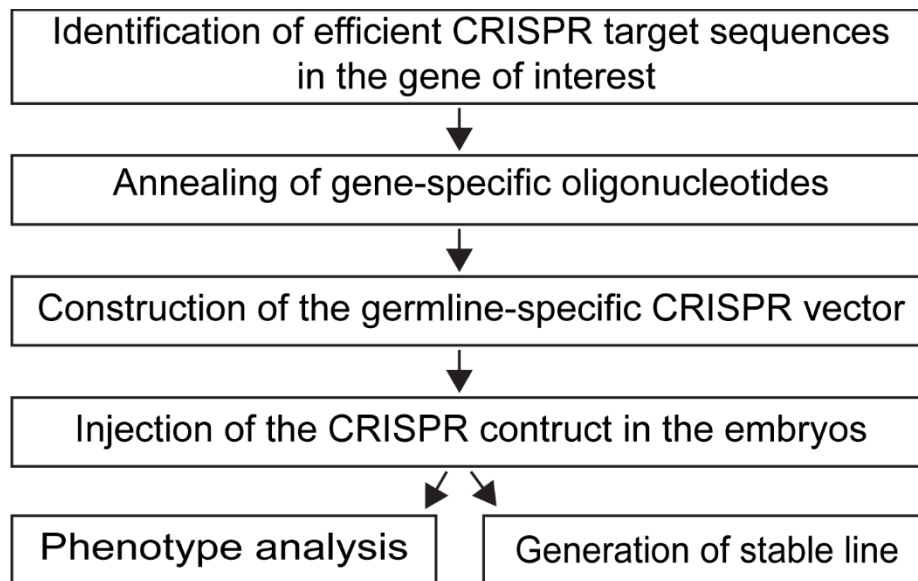 Identification of efficient CRISPR target sequences
in the gene of interest
Annealing of gene-specific oligonucleotides
Construction of the germline-specific CRISPR vector
Injection of the CRISPR contruct in the embryos
Phenotype analysis
Generation of stable line